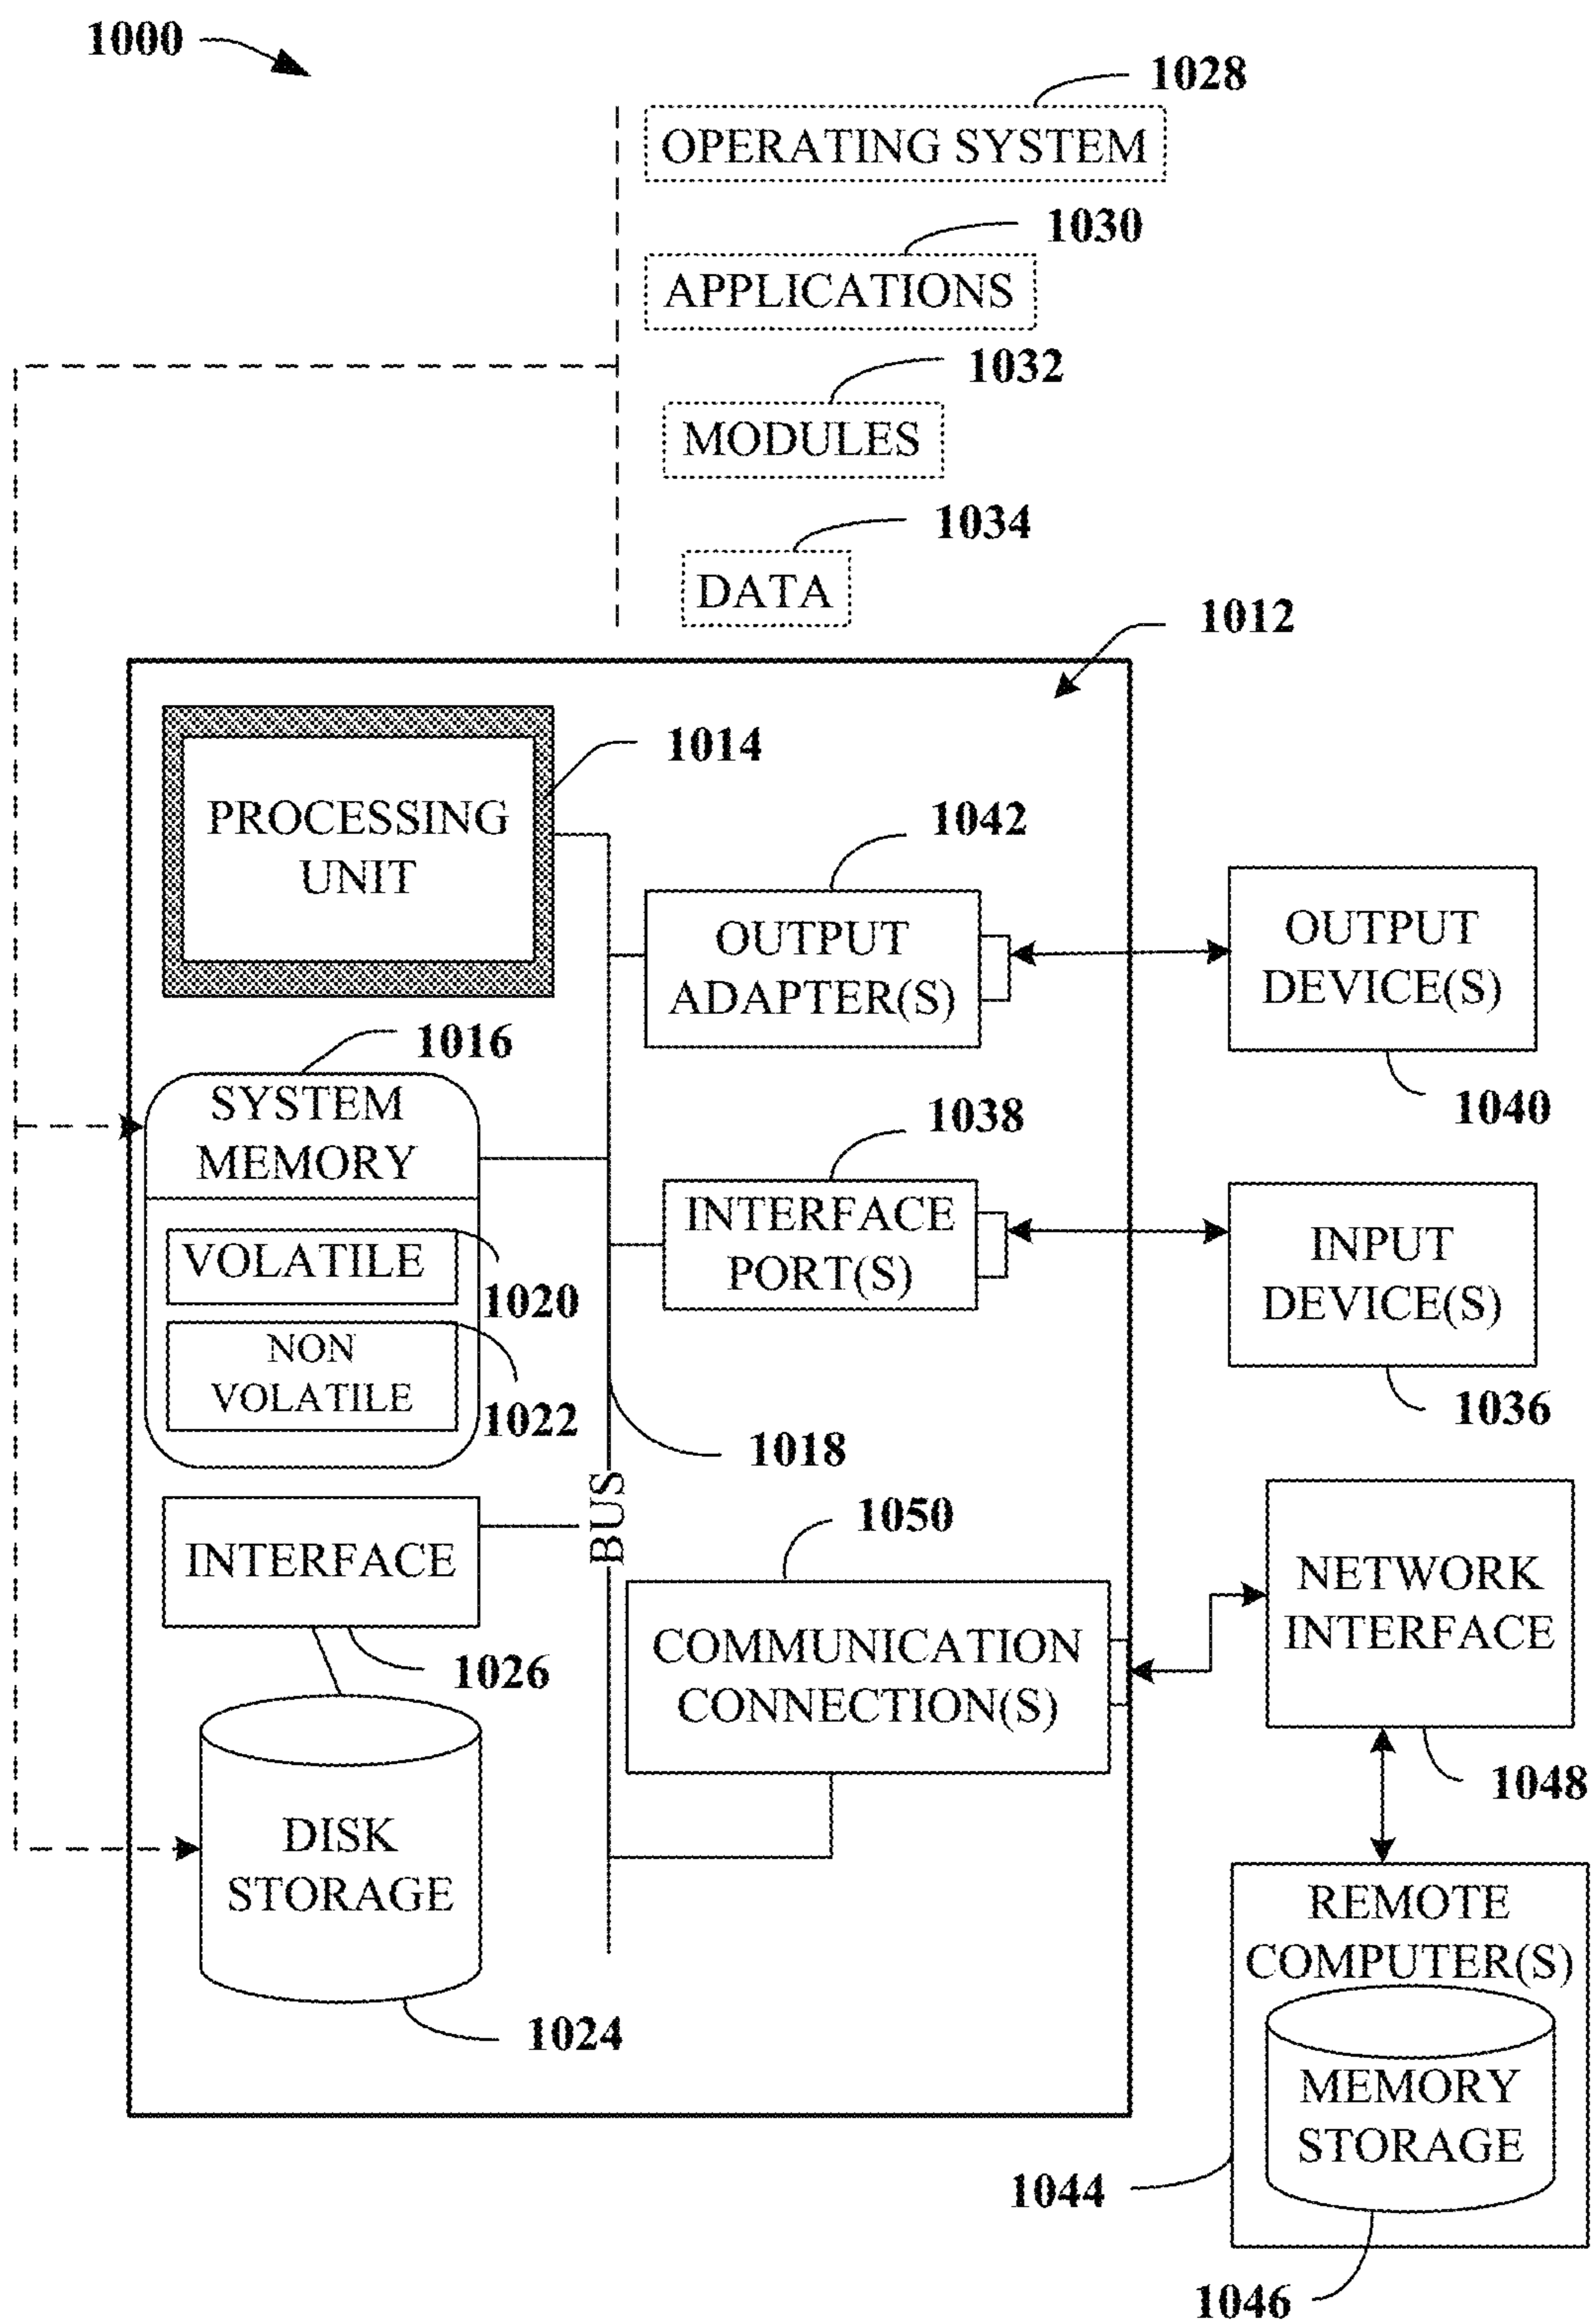 1000
1028
OPERATING SYSTEM
1030
APPLICATIONS
1032
MODULES
1034
DATA
1012
1014
PROCESSING
UNIT
1042
OUTPUT
ADAPTER(S)
OUTPUT
DEVICE(S)
1040
1016
SYSTEM
MEMORY
VOLATILE
1020
NON
VOLATILE
1022
1038
INTERFACE
PORT(S)
INPUT
DEVICE(S)
1036
1018
BUS
INTERFACE
1026
1050
COMMUNICATION
CONNECTION(S)
NETWORK
INTERFACE
1048
DISK
STORAGE
1024
REMOTE
COMPUTER(S)
MEMORY
STORAGE
1044
1046